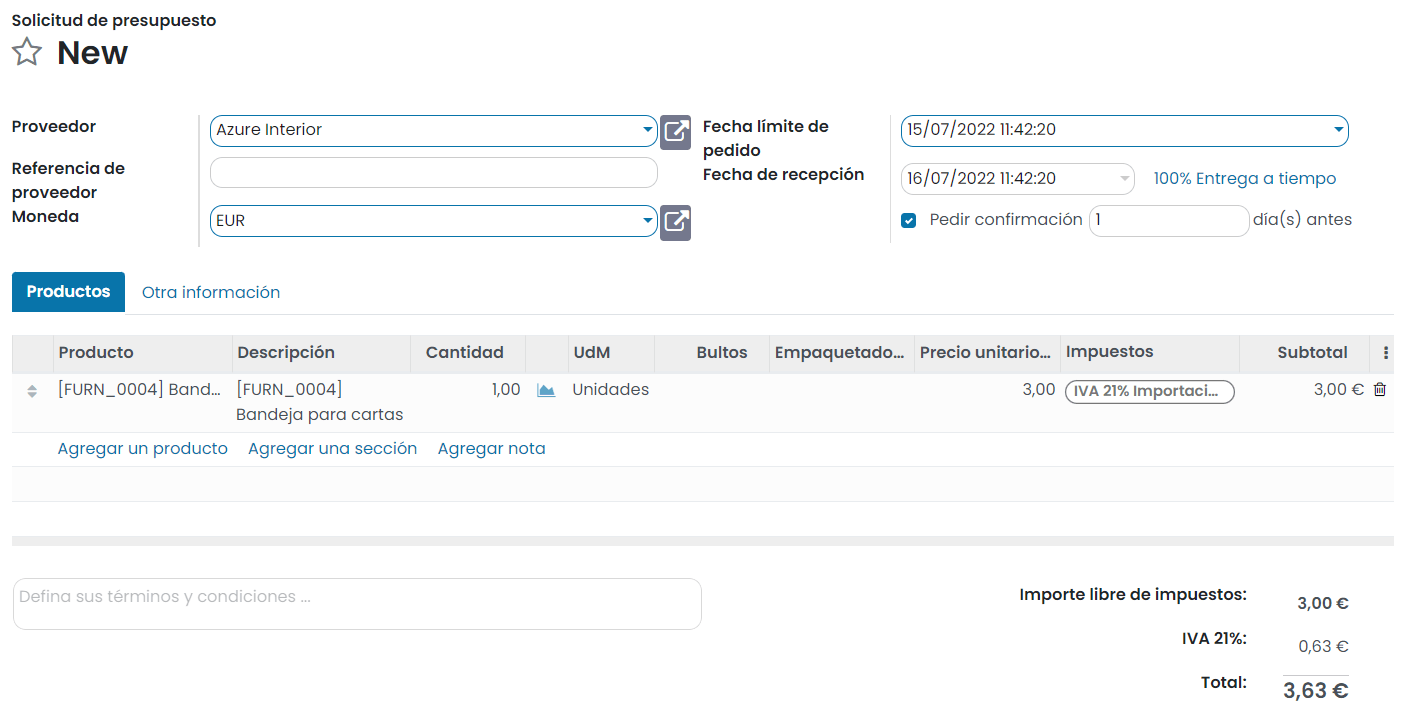 Solicitud de presupuesto
New
Proveedor
Azure Interior
Referencia de
proveedor
Moneda
EUR
Fecha límite de
pedido
15/07/2022 11:42:20
Fecha de recepción
16/07/2022 11:42:20
100% Entrega a tiempo
Pedir confirmación 1 día(s) antes
Productos Otra información
Producto Descripción Cantidad UdM Bultos Empaquetado... Precio unitario... Impuestos Subtotal
[FURN_0004] Band... [FURN_0004] 1,00 Unidades 3,00 IVA 21% Importaci... 3,00 €
Bandeja para cartas
Agregar un producto Agregar una sección Agregar nota
Defina sus términos y condiciones ...
Importe libre de impuestos: 3,00 €
IVA 21%: 0,63 €
Total: 3,63 €